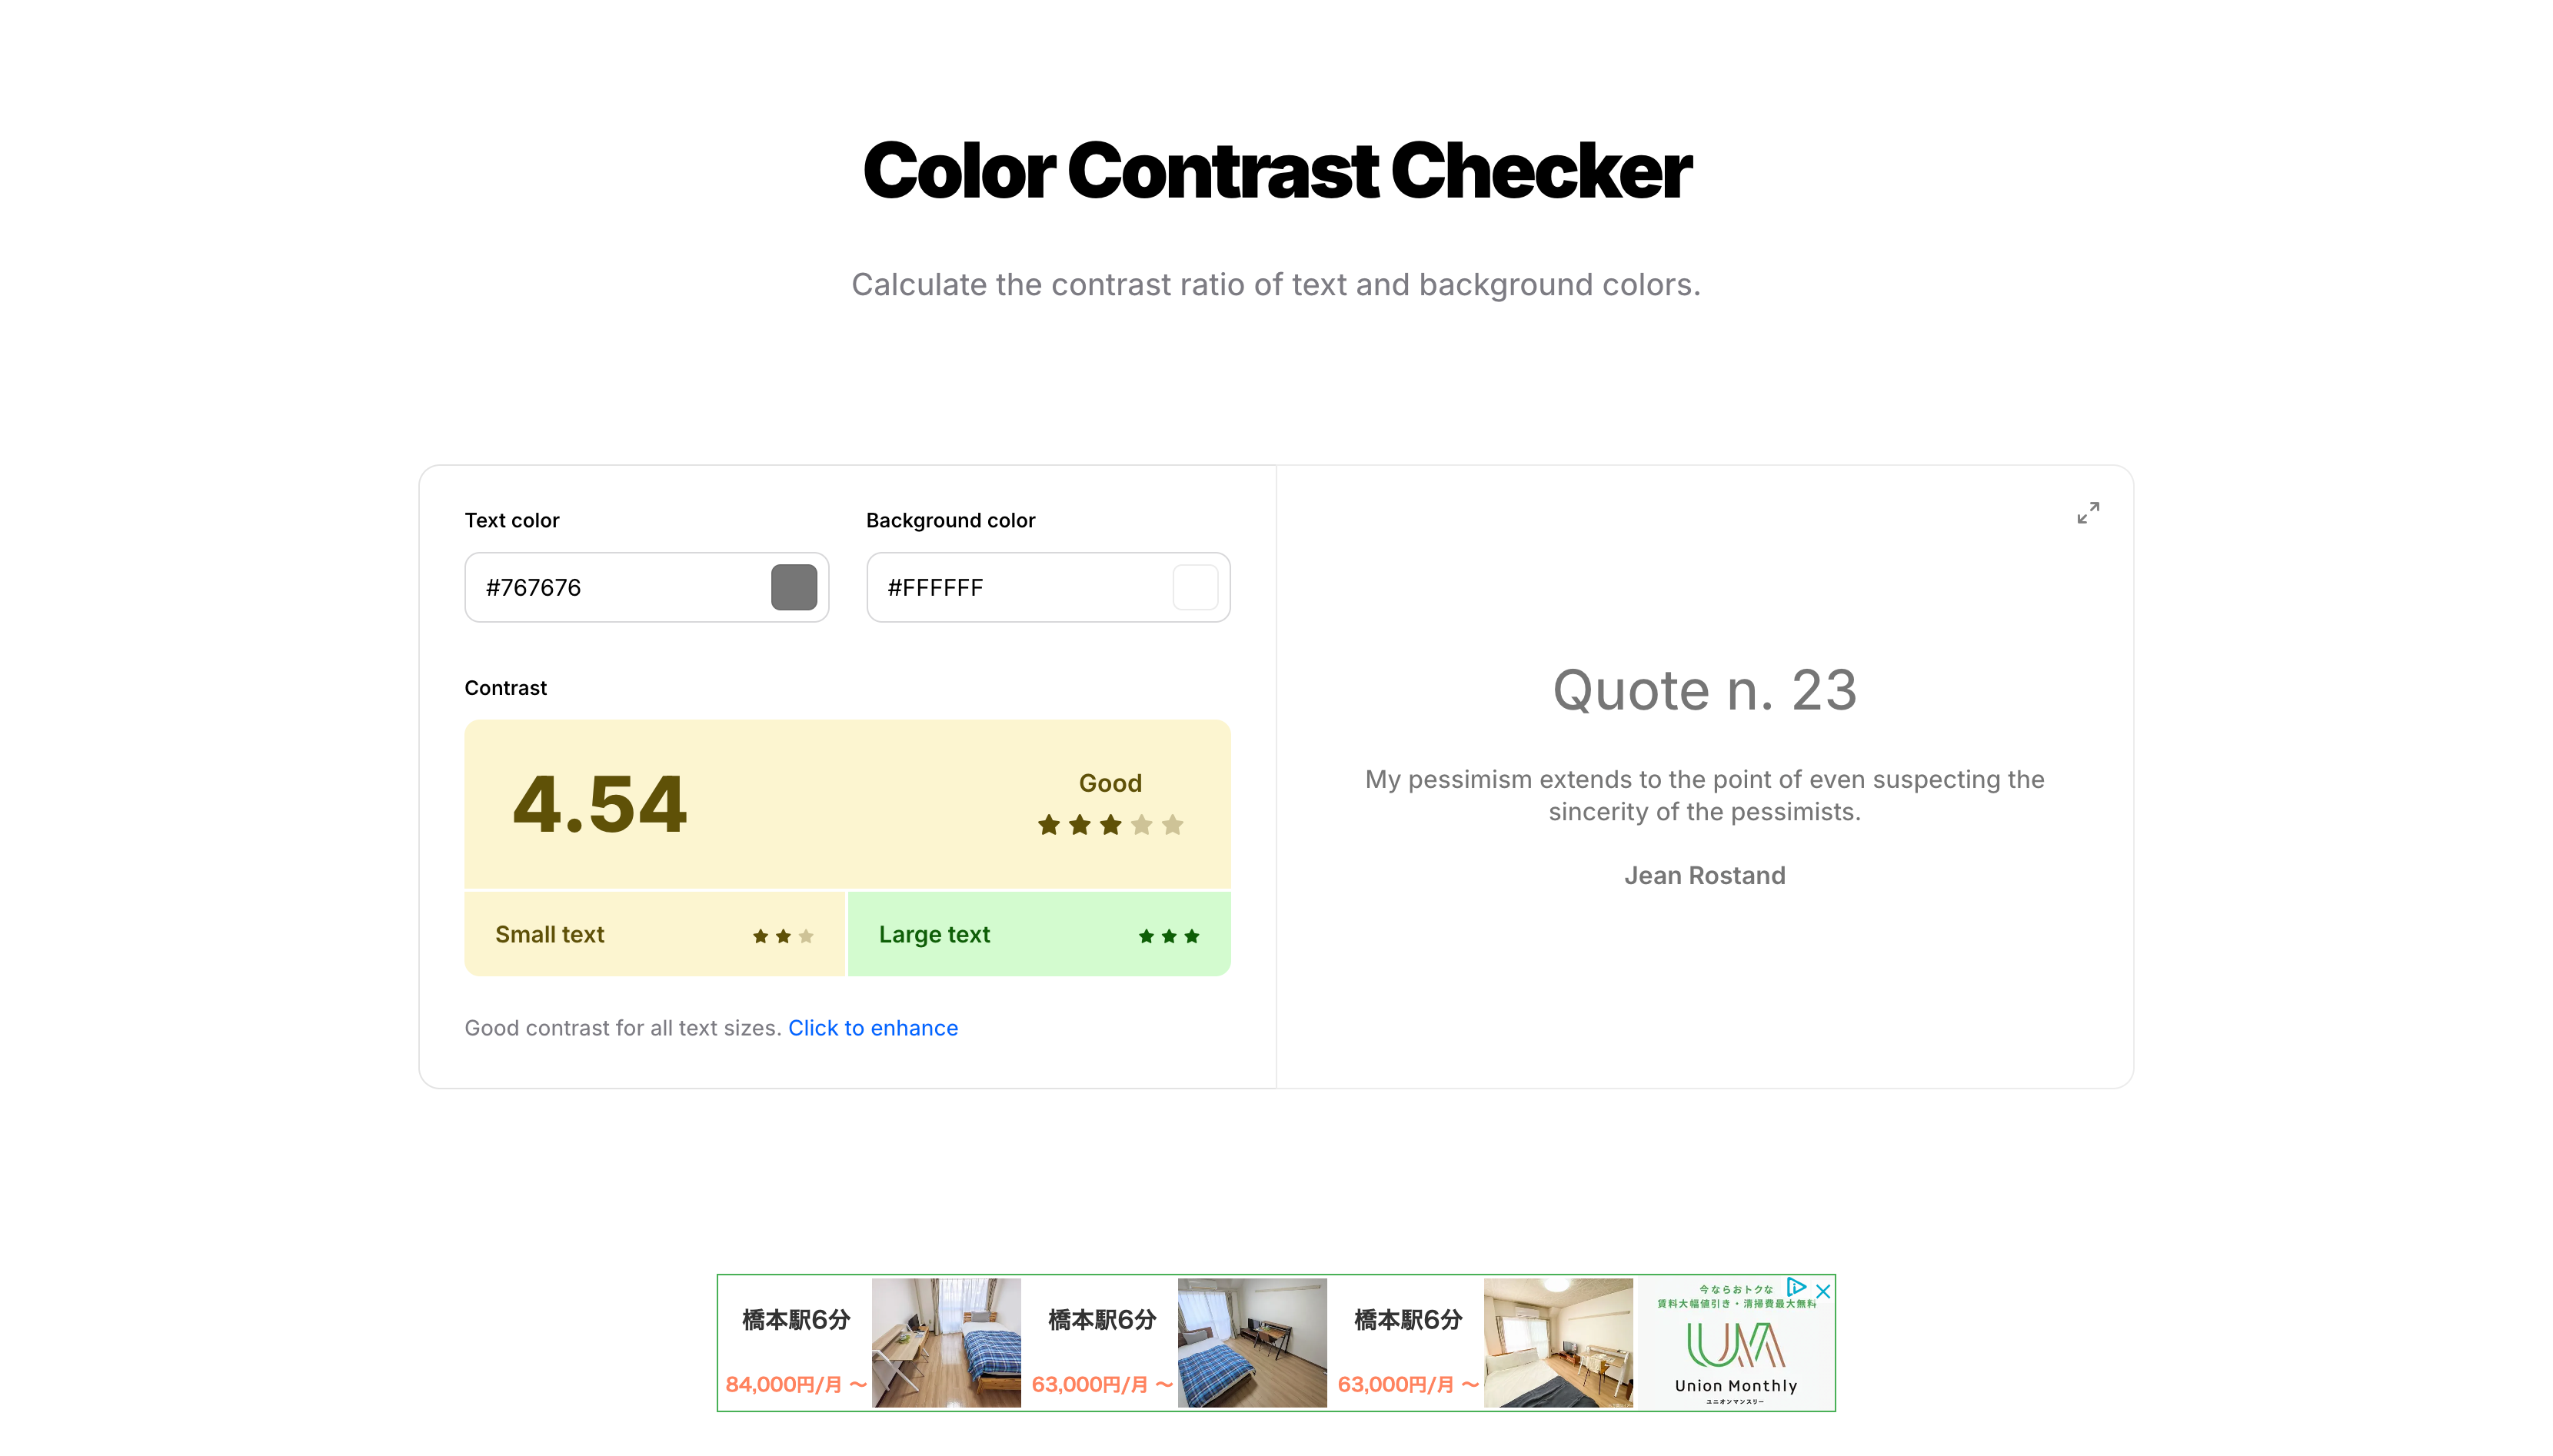 Color Contrast Checker
Calculate the contrast ratio of text and background colors.
Text color
#767676
Background color
#FFFFFF
Contrast
4.54
Good
Small text
Large text
Good contrast for all text sizes. Click to enhance
Quote n. 23
My pessimism extends to the point of even suspecting the
sincerity of the pessimists.
Jean Rostand
橋本駅6分
84,000円/月 〜
橋本駅6分
63,000円/月 〜
橋本駅6分
63,000円/月 〜
今ならおトクな
賃料大幅値引き・清掃費最大無料
UM
Union Monthly
ユニオンマンスリー